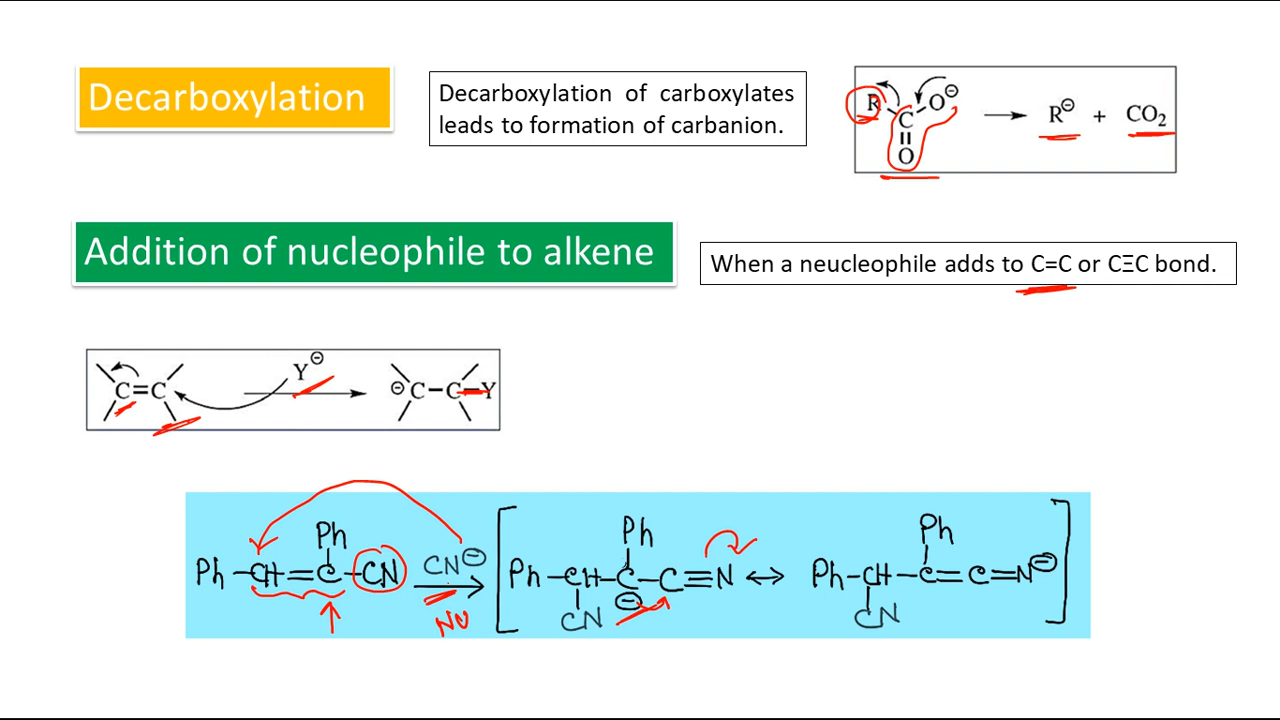 Decarboxylation
Decarboxylation of carboxylates
leads to formation of carbanion.
R C O⊖ → R⊖ + CO₂
O
Addition of nucleophile to alkene
When a neucleophile adds to C=C or CΞC bond.
C=C Y⊖ → ⊖C–C–Y
Ph Ph Ph
Ph–CH=C–CN CN⊖ → [Ph–CH–C–C≡N ↔ Ph–CH–C=C=N⊖]
NU CN ⊖ CN